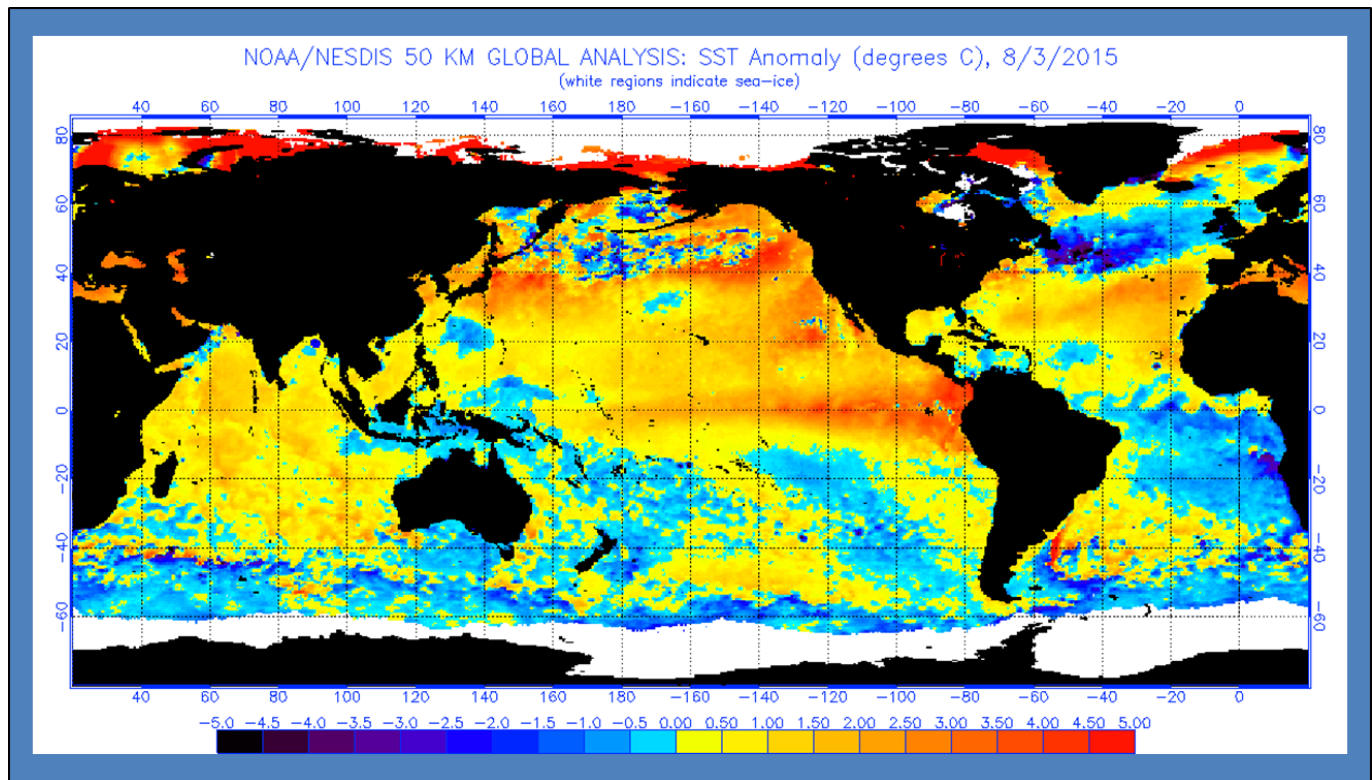 NOAA/NESDIS 50 KM GLOBAL ANALYSIS: SST Anomaly (degrees C), 8/3/2015
(white regions indicate sea-ice)
40 60 80 100 120 140 160 180 -160 -140 -120 -100 -80 -60 -40 -20 0
80 80
60 60
40 40
20 20
0 0
-20 -20
-40 -40
-60 -60
40 60 80 100 120 140 160 180 -160 -140 -120 -100 -80 -60 -40 -20 0
-5.0 -4.5 -4.0 -3.5 -3.0 -2.5 -2.0 -1.5 -1.0 -0.5 0.00 0.50 1.00 1.50 2.00 2.50 3.00 3.50 4.00 4.50 5.00